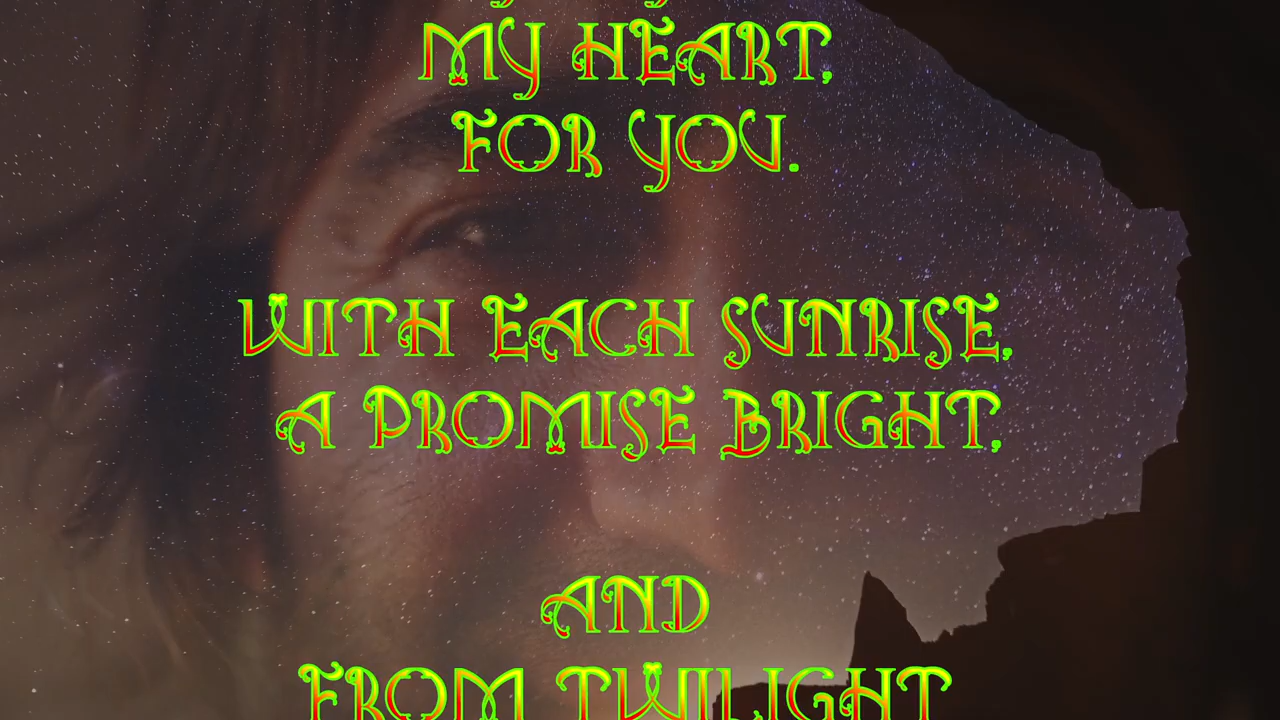 MY HEART,
FOR YOU.
WITH EACH SUNRISE,
A PROMISE BRIGHT,
AND
FROM TWILIGHT